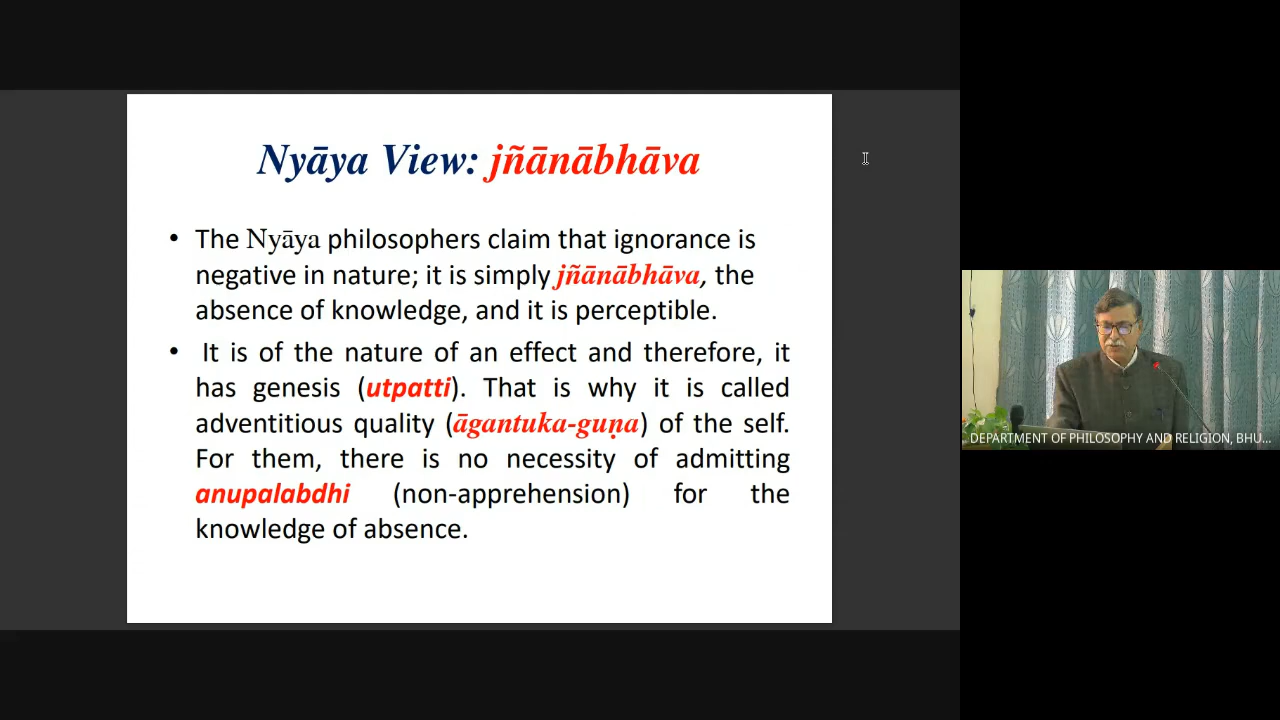 Nyāya View: jñānābhāva
• The Nyāya philosophers claim that ignorance is
negative in nature; it is simply jñānābhāva, the
absence of knowledge, and it is perceptible.
• It is of the nature of an effect and therefore, it
has genesis (utpatti). That is why it is called
adventitious quality (āgantuka-guṇa) of the self.
For them, there is no necessity of admitting
anupalabdhi (non-apprehension) for the
knowledge of absence.
DEPARTMENT OF PHILOSOPHY AND RELIGION, BHU...